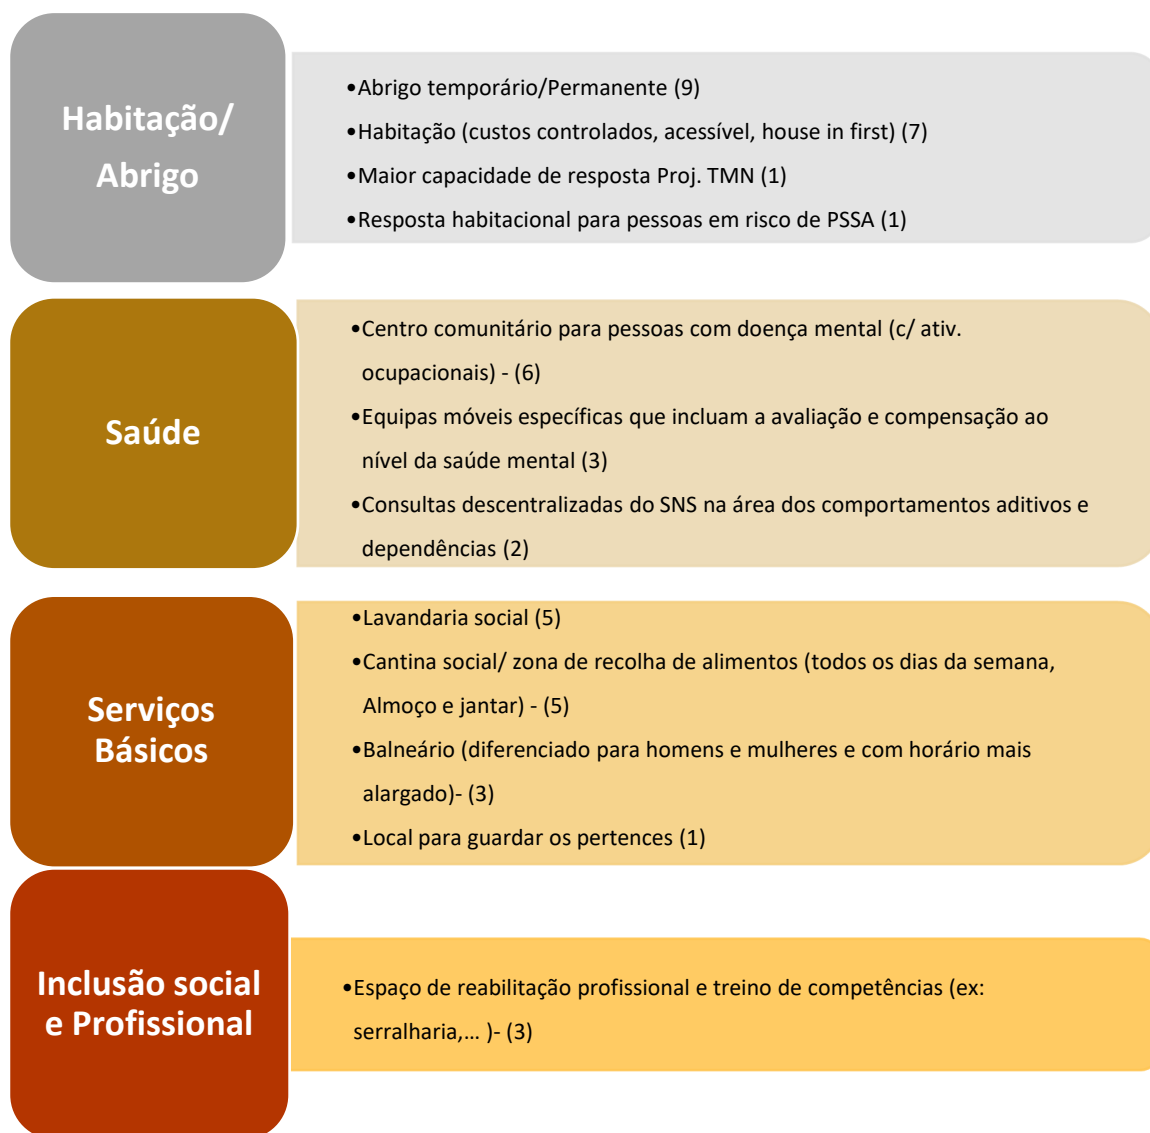 Habitação/
Abrigo
•Abrigo temporário/Permanente (9)
•Habitação (custos controlados, acessível, house in first) (7)
•Maior capacidade de resposta Proj. TMN (1)
•Resposta habitacional para pessoas em risco de PSSA (1)
Saúde
•Centro comunitário para pessoas com doença mental (c/ ativ.
ocupacionais) - (6)
•Equipas móveis específicas que incluam a avaliação e compensação ao
nível da saúde mental (3)
•Consultas descentralizadas do SNS na área dos comportamentos aditivos e
dependências (2)
Serviços
Básicos
•Lavandaria social (5)
•Cantina social/ zona de recolha de alimentos (todos os dias da semana,
Almoço e jantar) - (5)
•Balneário (diferenciado para homens e mulheres e com horário mais
alargado)- (3)
•Local para guardar os pertences (1)
Inclusão social
e Profissional
•Espaço de reabilitação profissional e treino de competências (ex:
serralharia,... )- (3)